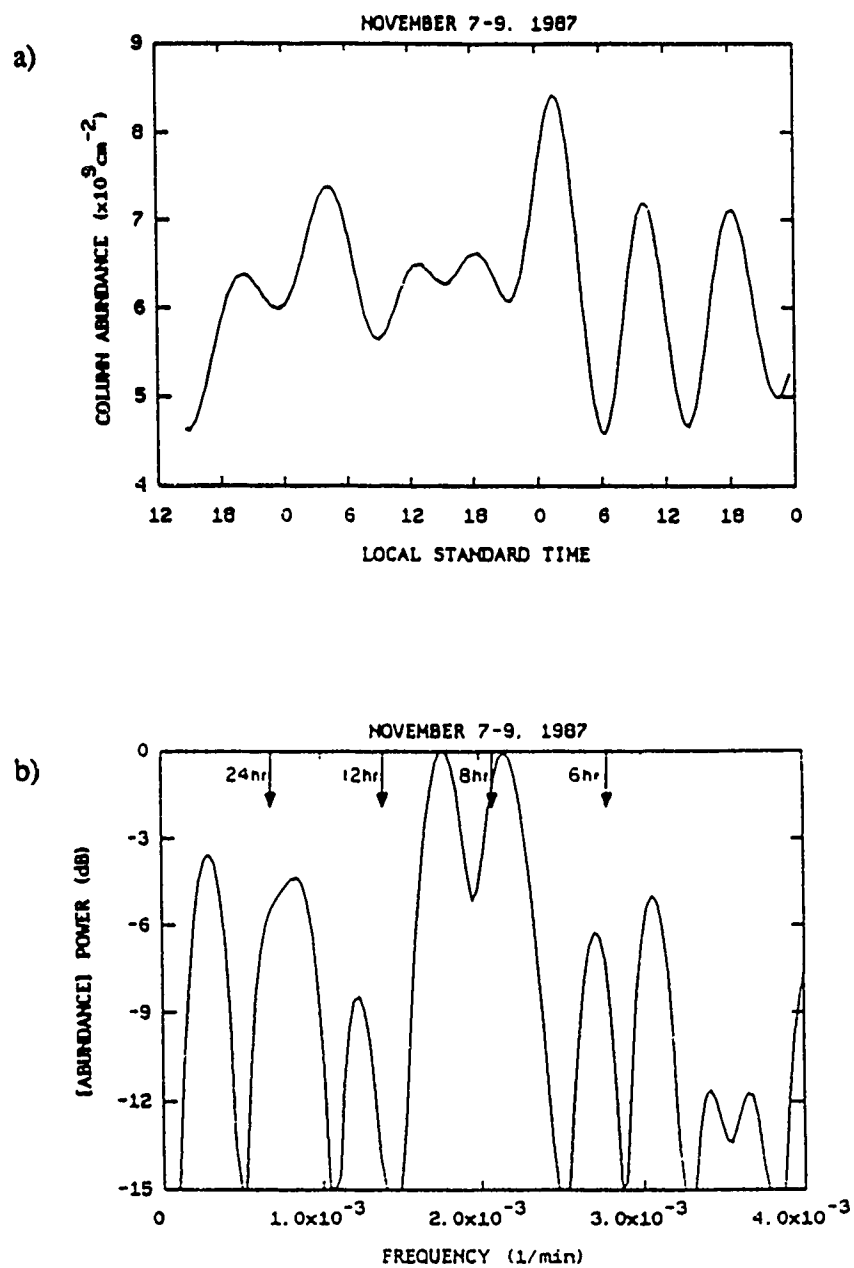 NOVEMBER 7-9, 1987
a)
9
8
7
6
5
4
COLUMN ABUNDANCE (x10⁹cm⁻²)
12 18 0 6 12 18 0 6 12 18 0
LOCAL STANDARD TIME
NOVEMBER 7-9, 1987
b)
0
-3
-6
-9
-12
-15
[ABUNDANCE] POWER (dB)
24hr 12hr 8hr 6hr
0 1.0x10⁻³ 2.0x10⁻³ 3.0x10⁻³ 4.0x10⁻³
FREQUENCY (1/min)